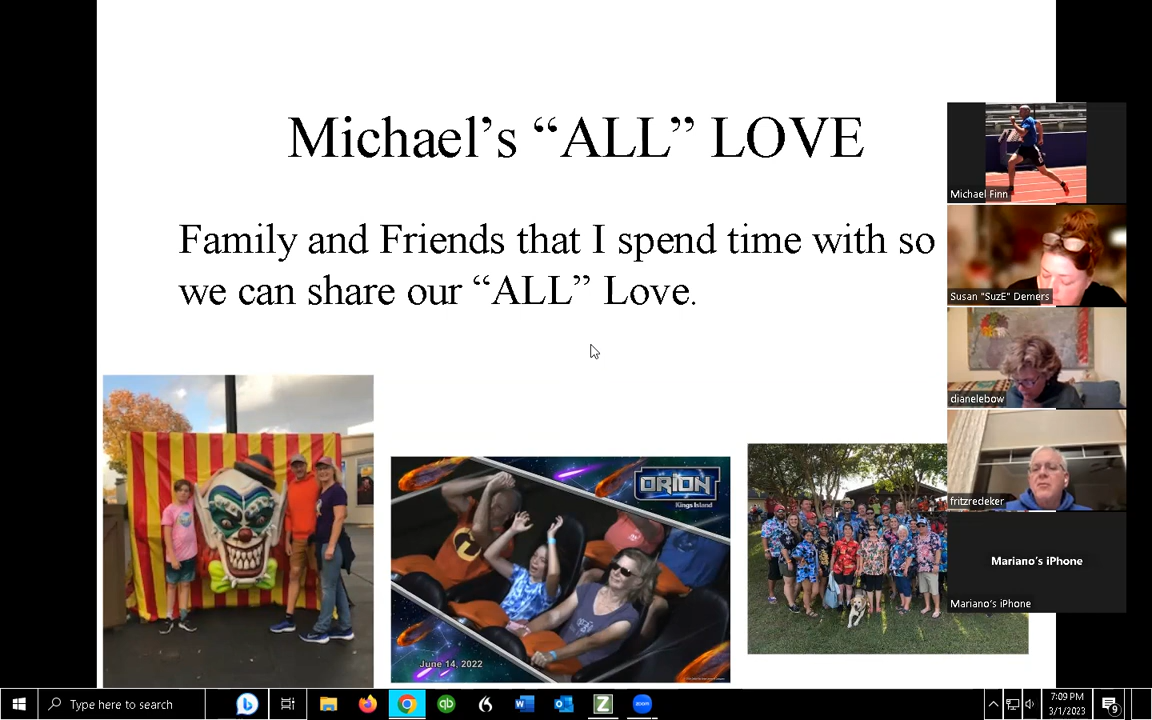 Michael's “ALL” LOVE
Family and Friends that I spend time with so
we can share our “ALL” Love.
ORION
Kings Island
June 14, 2022
Michael Finn
Susan "SuzE" Demers
dianelebow
fritzredeker
Mariano's iPhone
Mariano's iPhone
Type here to search
7:09 PM
3/1/2023
9